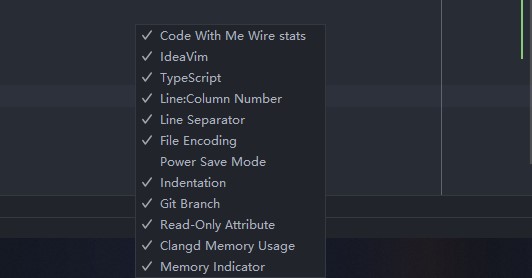 Code With Me Wire stats
IdeaVim
TypeScript
Line:Column Number
Line Separator
File Encoding
Power Save Mode
Indentation
Git Branch
Read-Only Attribute
Clangd Memory Usage
Memory Indicator